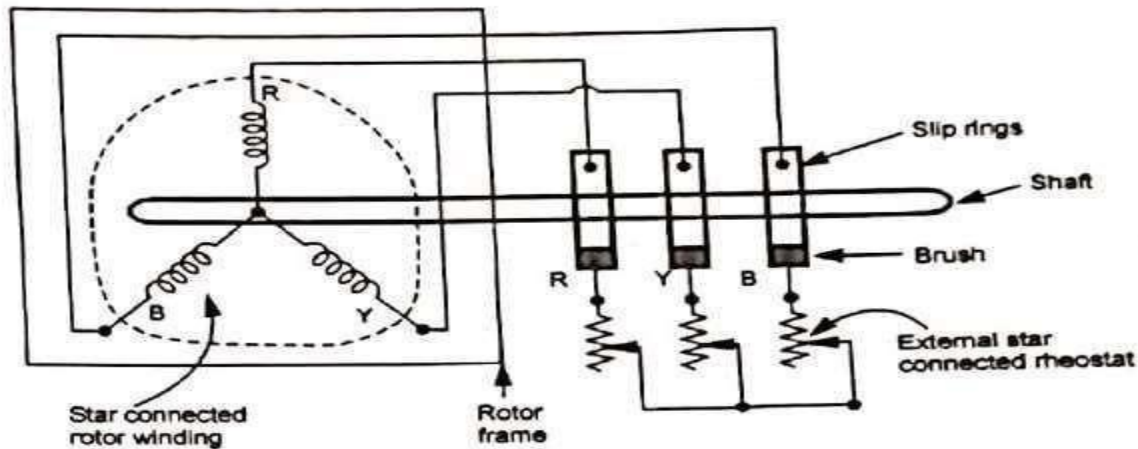 R
Slip rings
Shaft
Brush
R
Y
B
B
Y
External star
connected rheostat
Star connected
rotor winding
Rotor
frame